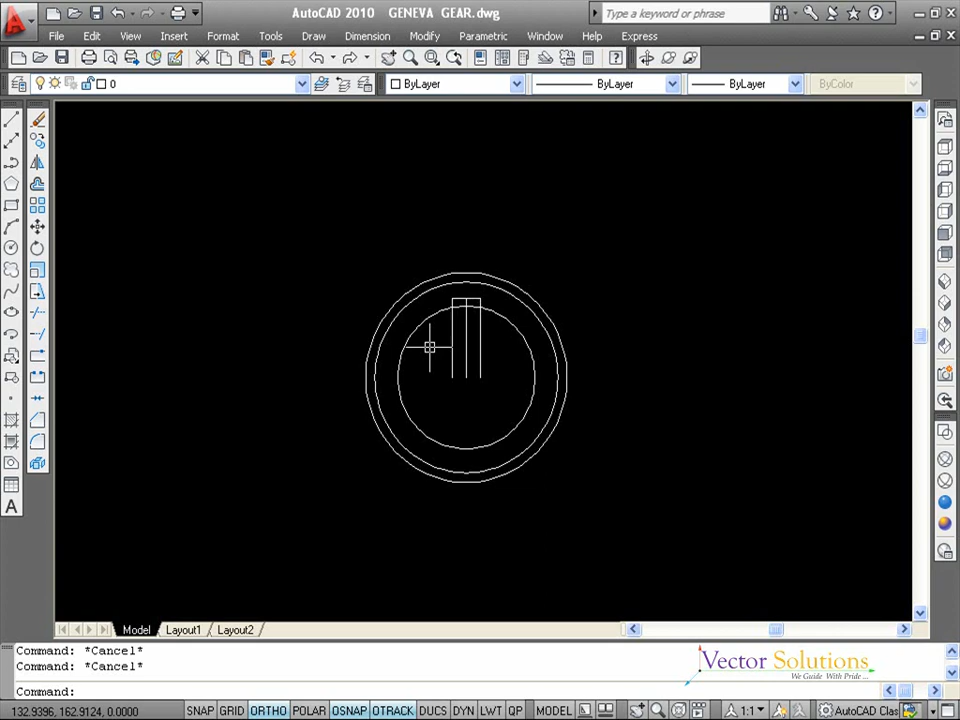 AutoCAD 2010 GENEVA GEAR.dwg
Type a keyword or phrase
File Edit View Insert Format Tools Draw Dimension Modify Parametric Window Help Express
0 ByLayer ByLayer ByLayer ByColor
A
Model Layout1 Layout2
Command: *Cancel*
Command: *Cancel*
Vector Solutions
We Guide With Pride ...
Command:
132.9396, 162.9124, 0.0000 SNAP GRID ORTHO POLAR OSNAP OTRACK DUCS DYN LWT QP MODEL 1:1 AutoCAD Clas